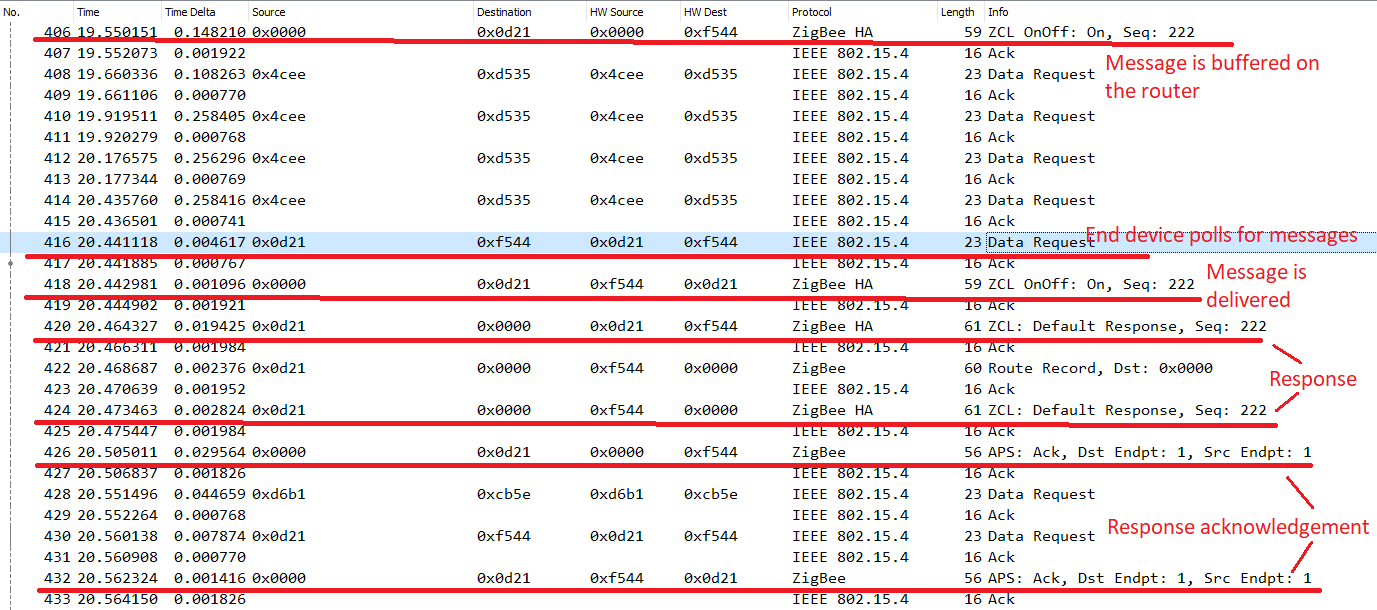 No. Time Time Delta Source Destination HW Source HW Dest Protocol Length Info
406 19.550151 0.148210 0x0000 0x0d21 0x0000 0xf544 ZigBee HA 59 ZCL OnOff: On, Seq: 222
407 19.552073 0.001922 IEEE 802.15.4 16 Ack
Message is buffered on
408 19.660336 0.108263 0x4cee 0xd535 0x4cee 0xd535 IEEE 802.15.4 23 Data Request
the router
409 19.661106 0.000770 IEEE 802.15.4 16 Ack
410 19.919511 0.258405 0x4cee 0xd535 0x4cee 0xd535 IEEE 802.15.4 23 Data Request
411 19.920279 0.000768 IEEE 802.15.4 16 Ack
412 20.176575 0.256296 0x4cee 0xd535 0x4cee 0xd535 IEEE 802.15.4 23 Data Request
413 20.177344 0.000769 IEEE 802.15.4 16 Ack
414 20.435760 0.258416 0x4cee 0xd535 0x4cee 0xd535 IEEE 802.15.4 23 Data Request
415 20.436501 0.000741 IEEE 802.15.4 16 Ack
416 20.441118 0.004617 0x0d21 0xf544 0x0d21 0xf544 IEEE 802.15.4 23 Data Request
End device polls for messages
417 20.441885 0.000767 IEEE 802.15.4 16 Ack
418 20.442981 0.001096 0x0000 0x0d21 0xf544 0x0d21 ZigBee HA 59 ZCL OnOff: On, Seq: 222
Message is
delivered
419 20.444902 0.001921 IEEE 802.15.4 16 Ack
420 20.464327 0.019425 0x0d21 0x0000 0x0d21 0xf544 ZigBee HA 61 ZCL: Default Response, Seq: 222
421 20.466311 0.001984 IEEE 802.15.4 16 Ack
422 20.468687 0.002376 0x0d21 0x0000 0xf544 0x0000 ZigBee 60 Route Record, Dst: 0x0000
Response
423 20.470639 0.001952 IEEE 802.15.4 16 Ack
424 20.473463 0.002824 0x0d21 0x0000 0xf544 0x0000 ZigBee HA 61 ZCL: Default Response, Seq: 222
425 20.475447 0.001984 IEEE 802.15.4 16 Ack
426 20.505011 0.029564 0x0000 0x0d21 0x0000 0xf544 ZigBee 56 APS: Ack, Dst Endpt: 1, Src Endpt: 1
427 20.506837 0.001826 IEEE 802.15.4 16 Ack
428 20.551496 0.044659 0xd6b1 0xcb5e 0xd6b1 0xcb5e IEEE 802.15.4 23 Data Request
429 20.552264 0.000768 IEEE 802.15.4 16 Ack
Response acknowledgement
430 20.560138 0.007874 0x0d21 0xf544 0x0d21 0xf544 IEEE 802.15.4 23 Data Request
431 20.560908 0.000770 IEEE 802.15.4 16 Ack
432 20.562324 0.001416 0x0000 0x0d21 0xf544 0x0d21 ZigBee 56 APS: Ack, Dst Endpt: 1, Src Endpt: 1
433 20.564150 0.001826 IEEE 802.15.4 16 Ack